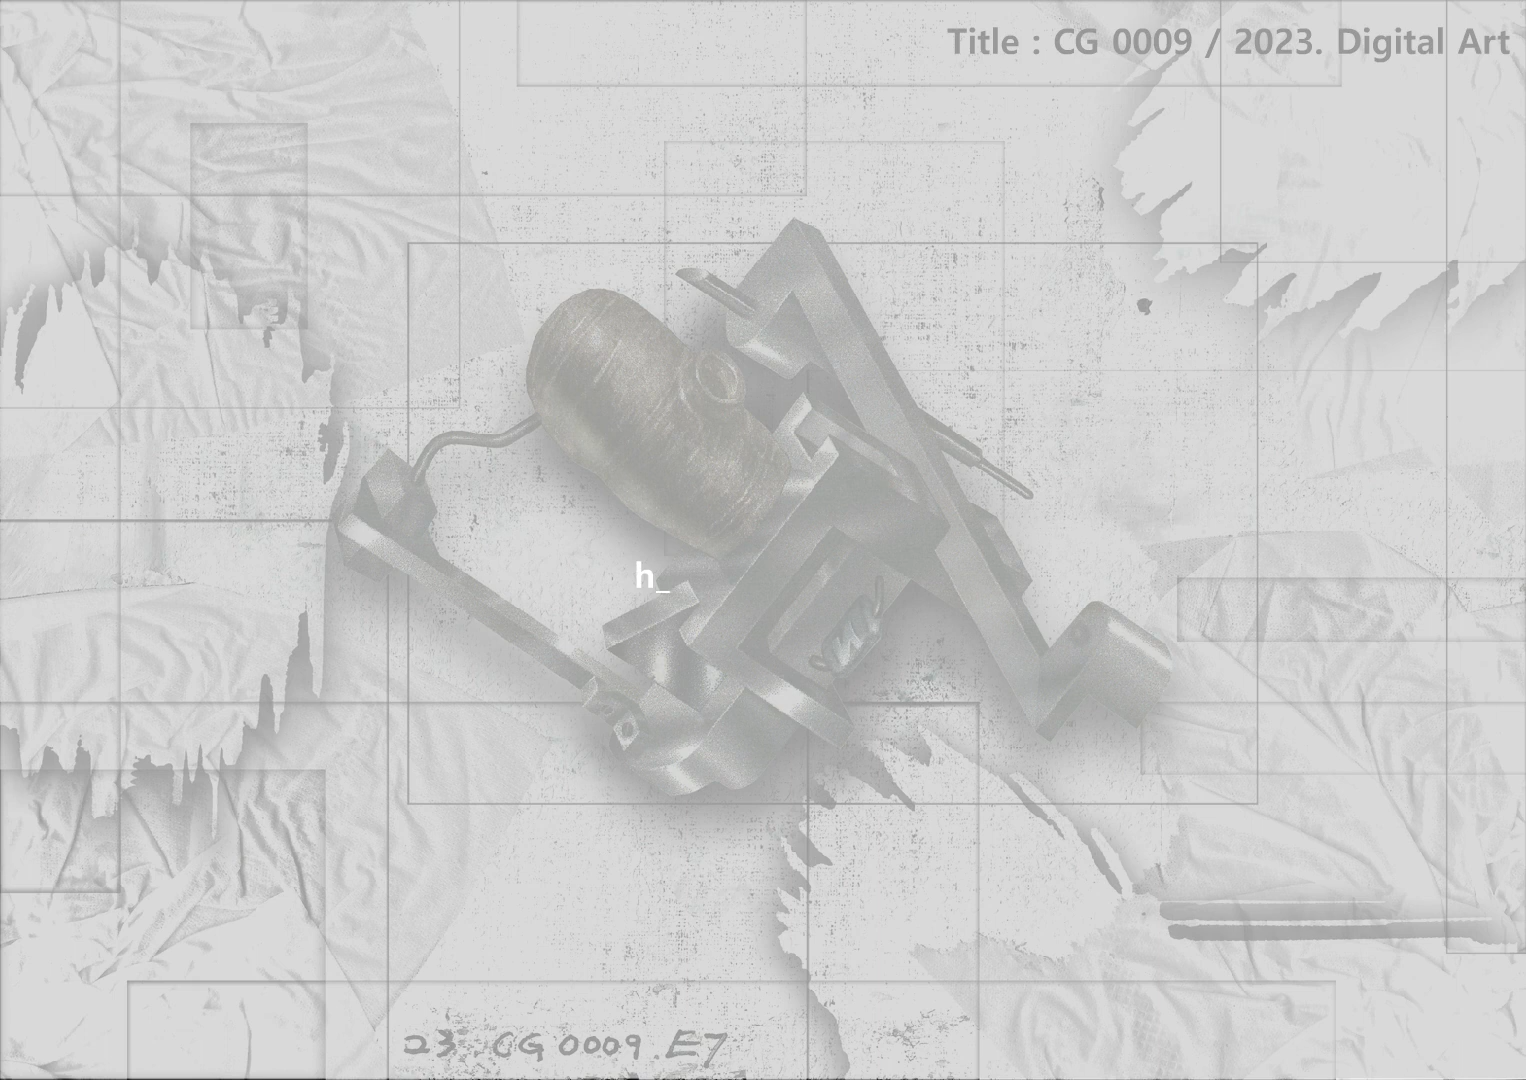 Title : CG 0009 / 2023. Digital Art
h_
23. CG 0009. E7